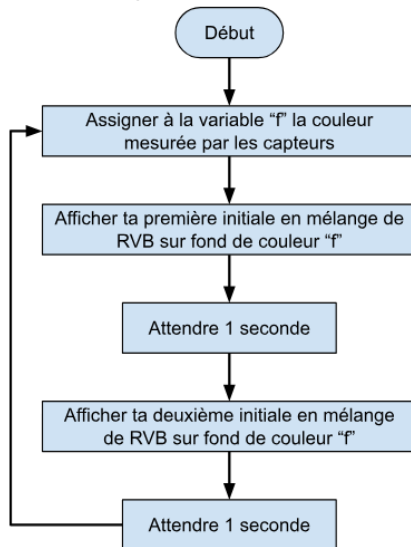 Début
Assigner à la variable “f” la couleur
mesurée par les capteurs
Afficher ta première initiale en mélange de
RVB sur fond de couleur “f”
Attendre 1 seconde
Afficher ta deuxième initiale en mélange
de RVB sur fond de couleur “f”
Attendre 1 seconde